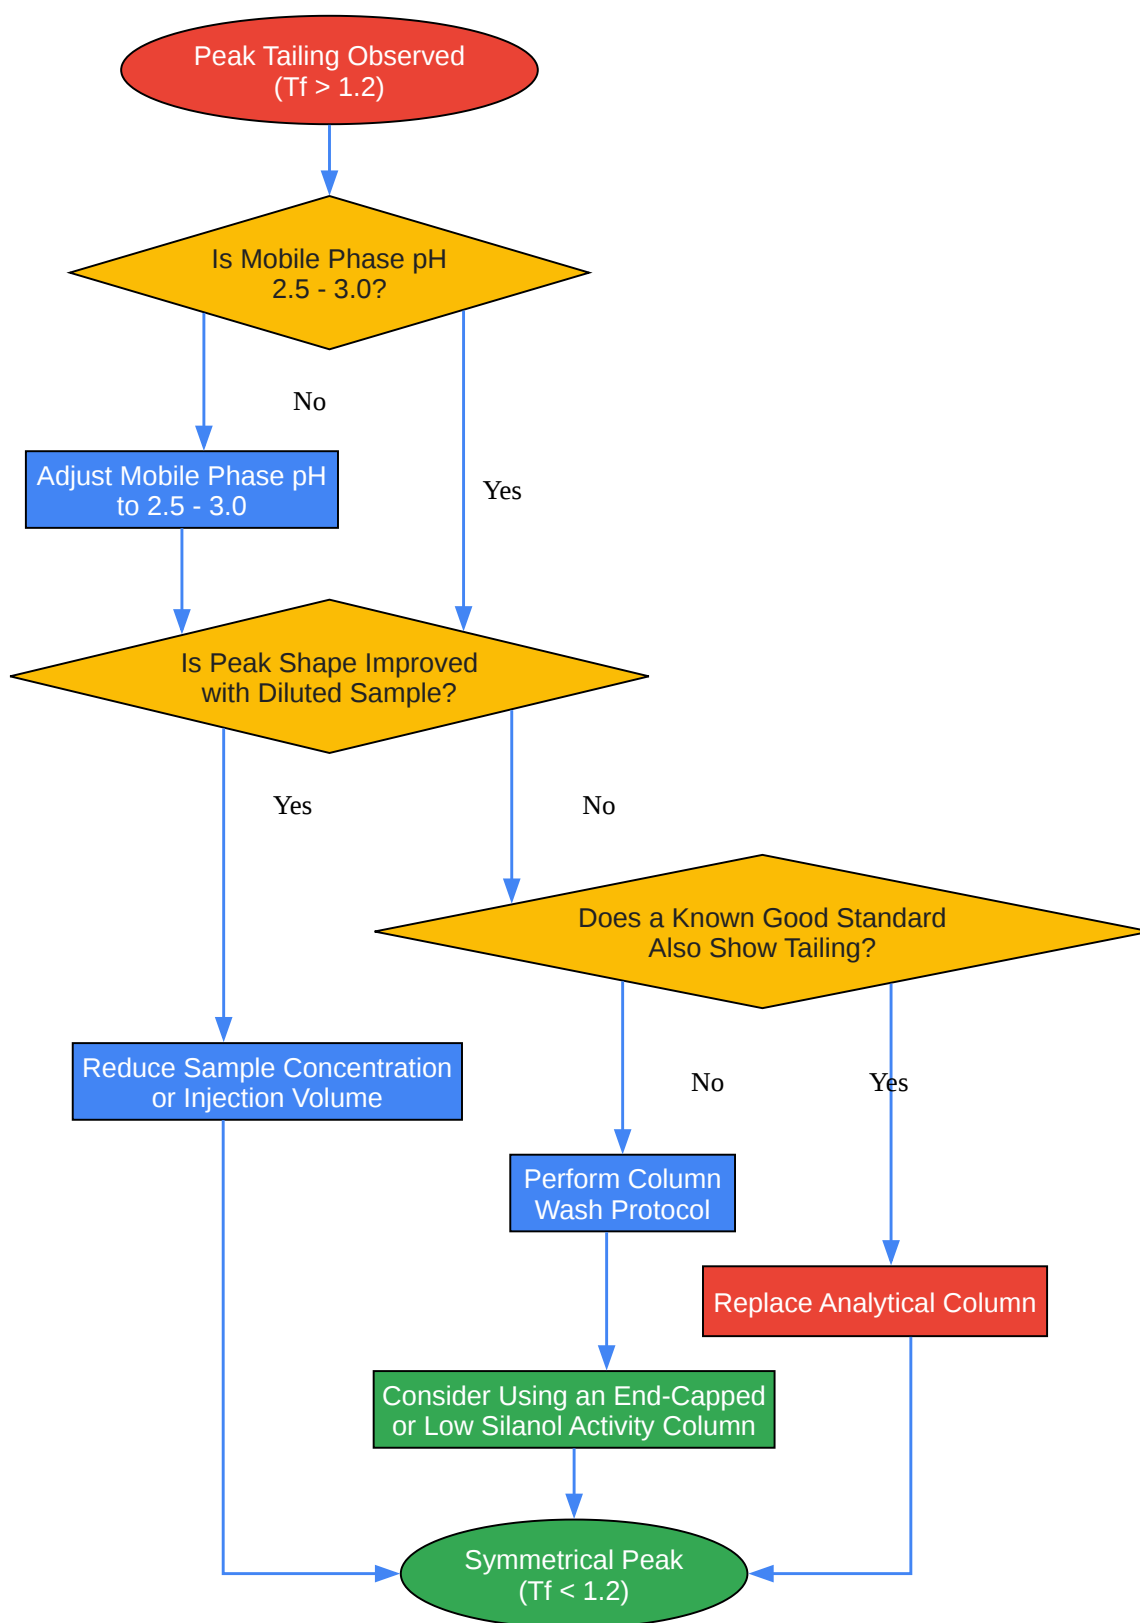 Peak Tailing Observed
(Tf > 1.2)
Is Mobile Phase pH
2.5 - 3.0?
No
Adjust Mobile Phase pH
to 2.5 - 3.0
Yes
Is Peak Shape Improved
with Diluted Sample?
Yes
No
Does a Known Good Standard
Also Show Tailing?
Reduce Sample Concentration
or Injection Volume
No
Yes
Perform Column
Wash Protocol
Replace Analytical Column
Consider Using an End-Capped
or Low Silanol Activity Column
Symmetrical Peak
(Tf < 1.2)